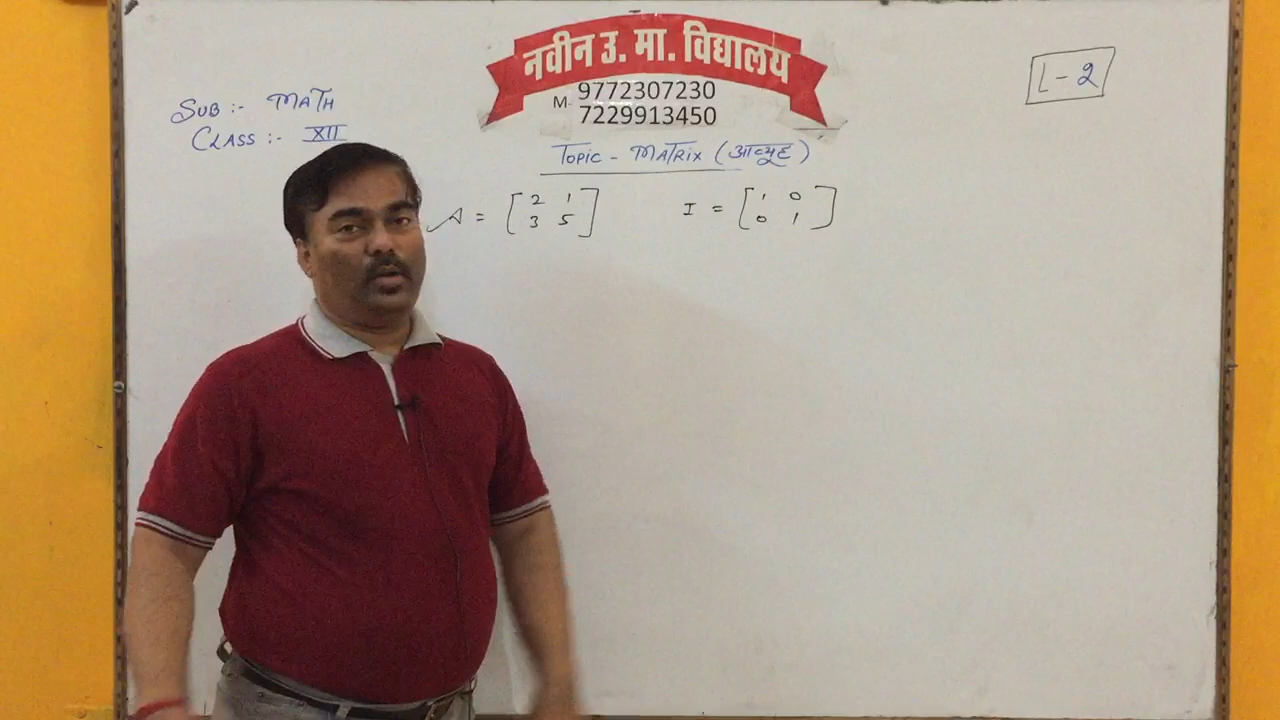 नवीन उ. मा. विद्यालय
M- 9772307230
7229913450
L-2
SUB :- MATH
CLASS :- XII
TOPIC - MATRIX (आव्यूह)
A = [2 1
3 5]
I = [1 0
0 1]